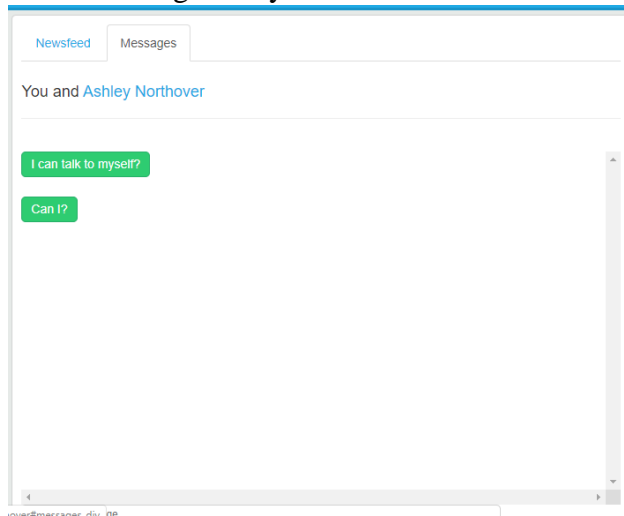 Newsfeed Messages
You and Ashley Northover
I can talk to myself?
Can I?